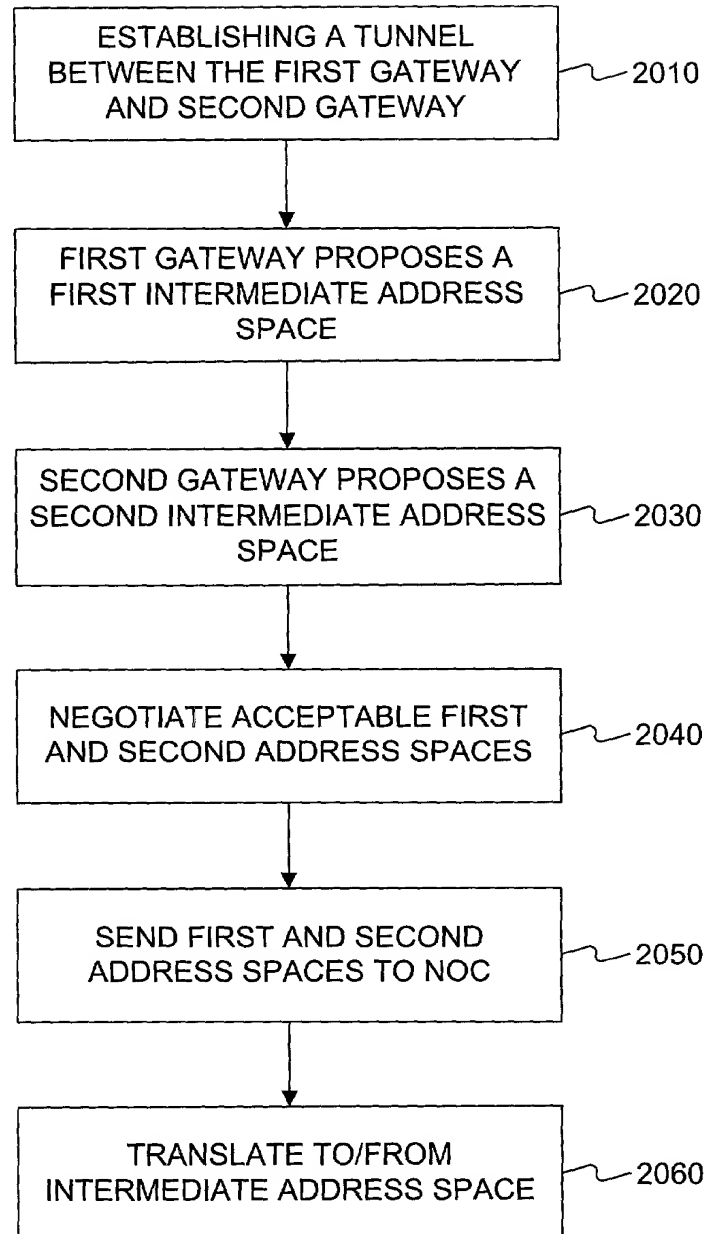 ESTABLISHING A TUNNEL
BETWEEN THE FIRST GATEWAY
AND SECOND GATEWAY
2010
FIRST GATEWAY PROPOSES A
FIRST INTERMEDIATE ADDRESS
SPACE
2020
SECOND GATEWAY PROPOSES A
SECOND INTERMEDIATE ADDRESS
SPACE
2030
NEGOTIATE ACCEPTABLE FIRST
AND SECOND ADDRESS SPACES
2040
SEND FIRST AND SECOND
ADDRESS SPACES TO NOC
2050
TRANSLATE TO/FROM
INTERMEDIATE ADDRESS SPACE
2060